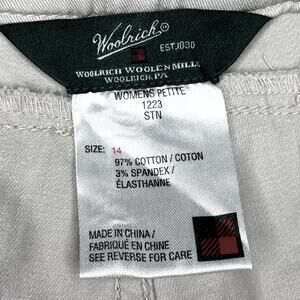 Woolrich
EST.1830
WOOLRICH WOOLEN MILLS
WOOLRICH, PA
WOMENS PETITE
1223
STN
SIZE: 14
97% COTTON / COTON
3% SPANDEX /
ÉLASTHANNE
MADE IN CHINA /
FABRIQUÉ EN CHINE
SEE REVERSE FOR CARE